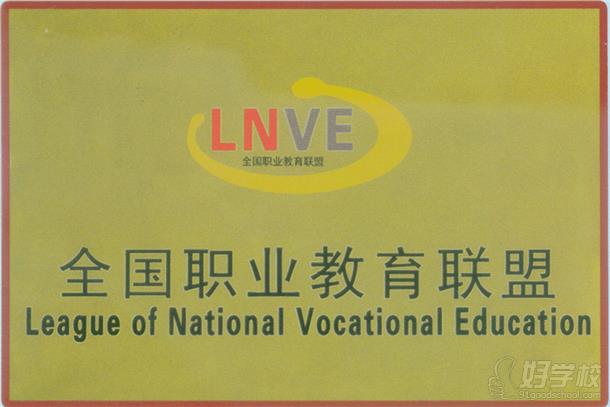 LNVE
全国职业教育联盟
全国职业教育联盟
League of National Vocational Education
好学校
91goodschool.com